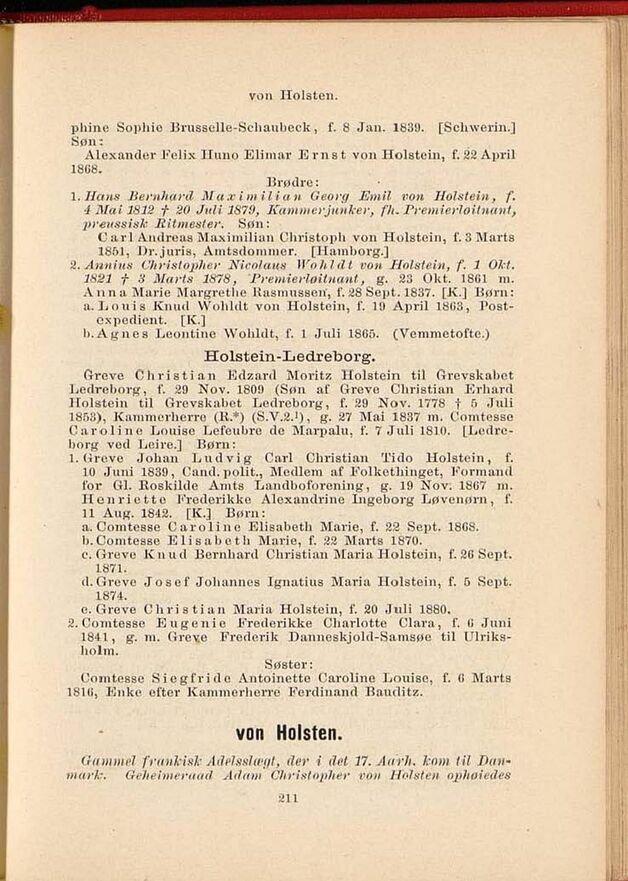 von Holsten.
phine Sophie Brusselle-Schaubeck, f. 8 Jan. 1839. [Schwerin.]
Søn:
Alexander Felix Huno Elimar Ernst von Holstein, f. 22 April
1868.
Brødre:
1. Hans Bernhard Maximilian Georg Emil von Holstein, f.
4 Mai 1812 † 20 Juli 1879, Kammerjunker, fh. Premierloitnant,
preussisk Ritmester. Søn:
Carl Andreas Maximilian Christoph von Holstein, f. 3 Marts
1851, Dr. juris, Amtsdommer. [Hamborg.]
2. Annius Christopher Nicolaus Wohldt von Holstein, f. 1 Okt.
1821 † 3 Marts 1878, Premierloitnant, g. 23 Okt. 1861 m.
Anna Marie Margrethe Rasmussen, f. 28 Sept. 1837. [K.] Børn:
a. Louis Knud Wohldt von Holstein, f. 19 April 1863, Post-
expedient. [K.]
b. Agnes Leontine Wohldt, f. 1 Juli 1865. (Vemmetofte.)
Holstein-Ledreborg.
Greve Christian Edzard Moritz Holstein til Grevskabet
Ledreborg, f. 29 Nov. 1809 (Søn af Greve Christian Erhard
Holstein til Grevskabet Ledreborg, f. 29 Nov. 1778 † 5 Juli
1853), Kammerherre (R.*) (S.V.2.¹), g. 27 Mai 1837 m. Comtesse
Caroline Louise Lefeubre de Marpalu, f. 7 Juli 1810. [Ledre-
borg ved Leire.] Børn:
1. Greve Johan Ludvig Carl Christian Tido Holstein, f.
10 Juni 1839, Cand. polit., Medlem af Folkethinget, Formand
for Gl. Roskilde Amts Landboforening, g. 19 Nov. 1867 m.
Henriette Frederikke Alexandrine Ingeborg Løvenørn, f.
11 Aug. 1842. [K.] Børn:
a. Comtesse Caroline Elisabeth Marie, f. 22 Sept. 1868.
b. Comtesse Elisabeth Marie, f. 22 Marts 1870.
c. Greve Knud Bernhard Christian Maria Holstein, f. 26 Sept.
1871.
d. Greve Josef Johannes Ignatius Maria Holstein, f. 5 Sept.
1874.
e. Greve Christian Maria Holstein, f. 20 Juli 1880.
2. Comtesse Eugenie Frederikke Charlotte Clara, f. 6 Juni
1841, g. m. Greve Frederik Danneskjold-Samsøe til Ulriks-
holm.
Søster:
Comtesse Siegfride Antoinette Caroline Louise, f. 6 Marts
1816, Enke efter Kammerherre Ferdinand Bauditz.
von Holsten.
Gammel frankisk Adelsslægt, der i det 17. Aarh. kom til Dan-
mark. Geheimeraad Adam Christopher von Holsten ophøiedes
211